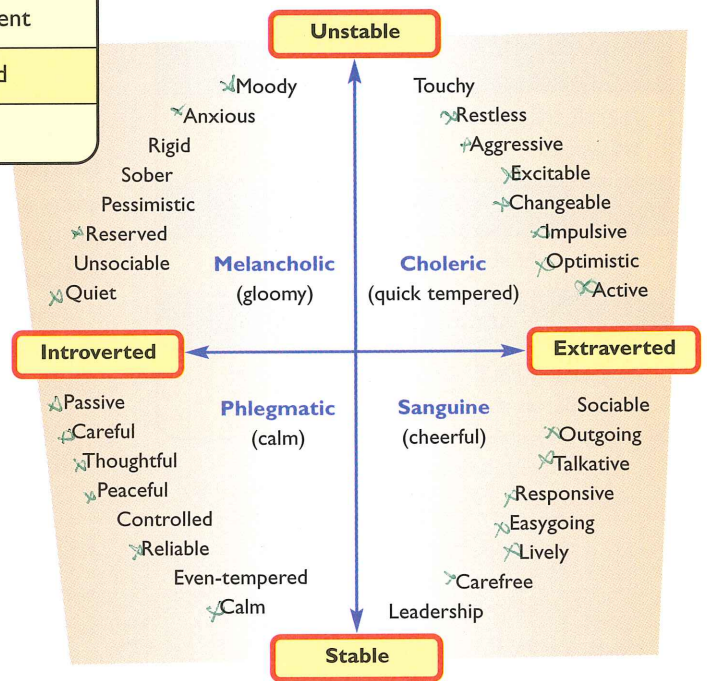 ent
d
Unstable
Moody
Anxious
Rigid
Sober
Pessimistic
Reserved
Unsociable
Quiet
Melancholic
(gloomy)
Touchy
Restless
Aggressive
Excitable
Changeable
Impulsive
Optimistic
Active
Choleric
(quick tempered)
Introverted
Extraverted
Passive
Careful
Thoughtful
Peaceful
Controlled
Reliable
Even-tempered
Calm
Phlegmatic
(calm)
Sanguine
(cheerful)
Sociable
Outgoing
Talkative
Responsive
Easygoing
Lively
Carefree
Leadership
Stable